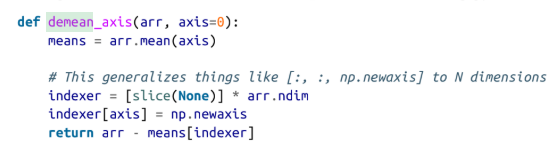 def demean_axis(arr, axis=0):
    means = arr.mean(axis)

    # This generalizes things like [:, :, np.newaxis] to N dimensions
    indexer = [slice(None)] * arr.ndim
    indexer[axis] = np.newaxis
    return arr - means[indexer]